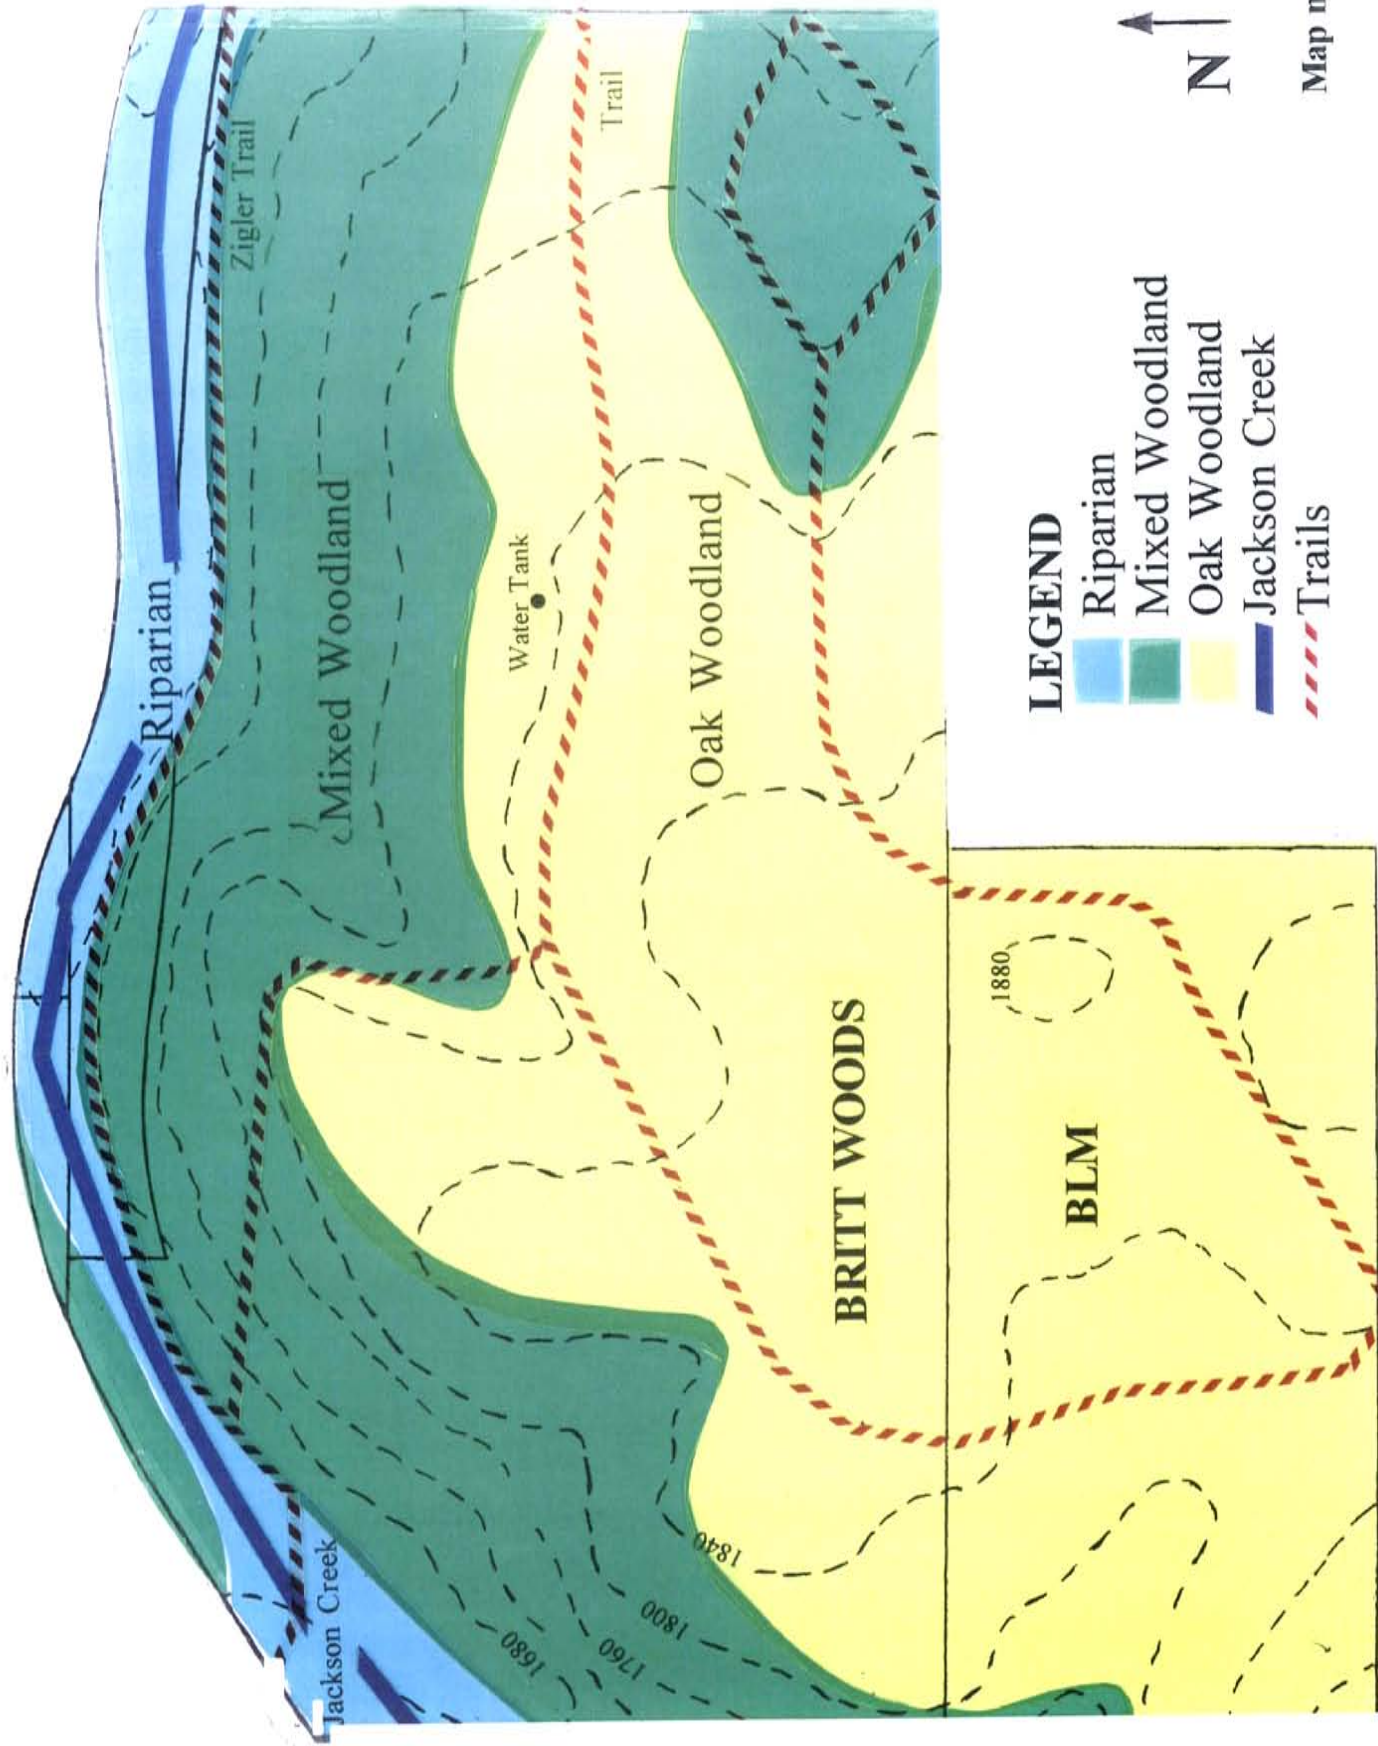 Jackson Creek
Riparian
Zigler Trail
Mixed Woodland
Water Tank
Trail
Oak Woodland
BRITT WOODS
BLM
1680
1760
1800
1840
1880
LEGEND
Riparian
Mixed Woodland
Oak Woodland
Jackson Creek
Trails
N
Map